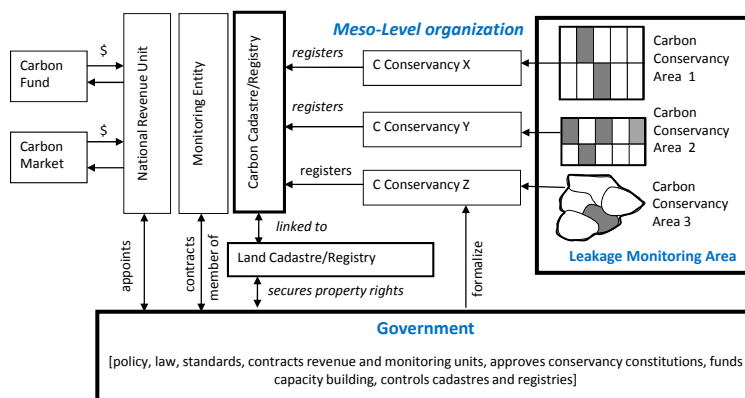 Meso-Level organization
$
Carbon
Fund
$
Carbon
Market
National Revenue Unit
Monitoring Entity
Carbon Cadastre/Registry
registers
C Conservancy X
registers
C Conservancy Y
registers
C Conservancy Z
Carbon
Conservancy
Area 1
Carbon
Conservancy
Area 2
Carbon
Conservancy
Area 3
Leakage Monitoring Area
appoints
contracts
member of
linked to
Land Cadastre/Registry
secures property rights
formalize
Government
[policy, law, standards, contracts revenue and monitoring units, approves conservancy constitutions, funds
capacity building, controls cadastres and registries]